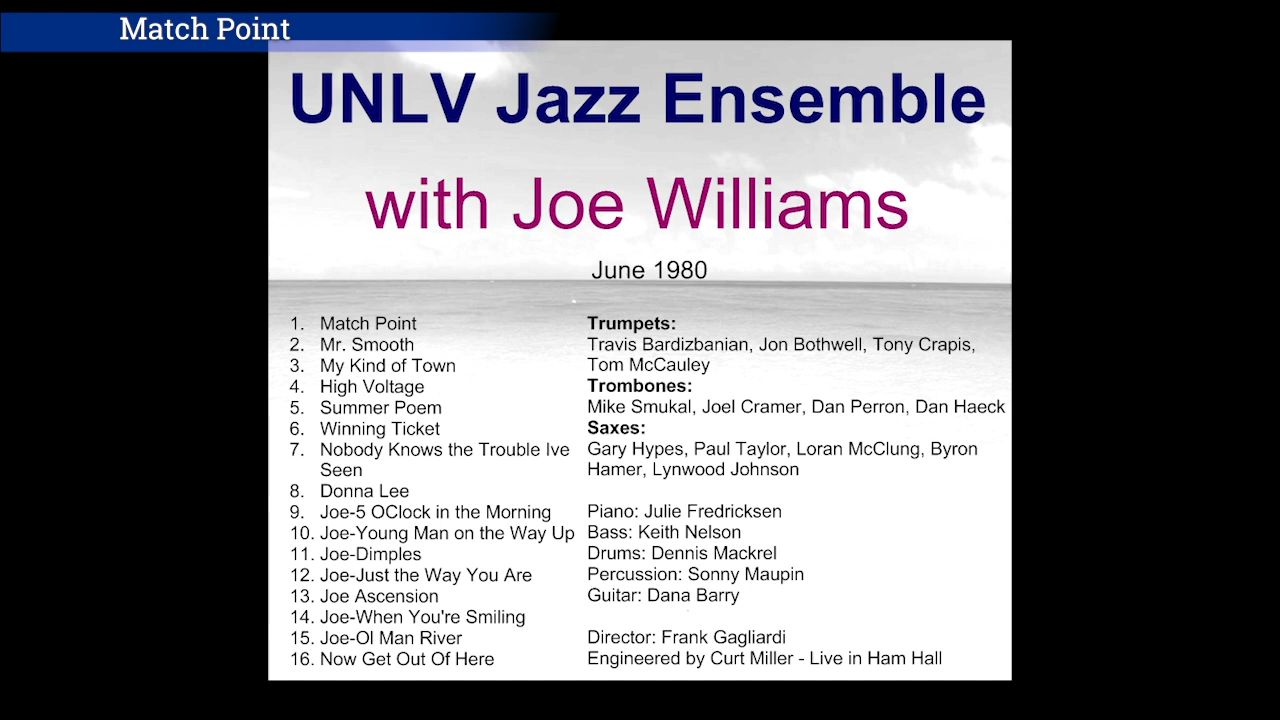 Match Point
UNLV Jazz Ensemble
with Joe Williams
June 1980
1. Match Point
2. Mr. Smooth
3. My Kind of Town
4. High Voltage
5. Summer Poem
6. Winning Ticket
7. Nobody Knows the Trouble Ive
Seen
8. Donna Lee
9. Joe-5 OClock in the Morning
10. Joe-Young Man on the Way Up
11. Joe-Dimples
12. Joe-Just the Way You Are
13. Joe Ascension
14. Joe-When You're Smiling
15. Joe-Ol Man River
16. Now Get Out Of Here
Trumpets:
Travis Bardizbanian, Jon Bothwell, Tony Crapis,
Tom McCauley
Trombones:
Mike Smukal, Joel Cramer, Dan Perron, Dan Haeck
Saxes:
Gary Hypes, Paul Taylor, Loran McClung, Byron
Hamer, Lynwood Johnson
Piano: Julie Fredricksen
Bass: Keith Nelson
Drums: Dennis Mackrel
Percussion: Sonny Maupin
Guitar: Dana Barry
Director: Frank Gagliardi
Engineered by Curt Miller - Live in Ham Hall